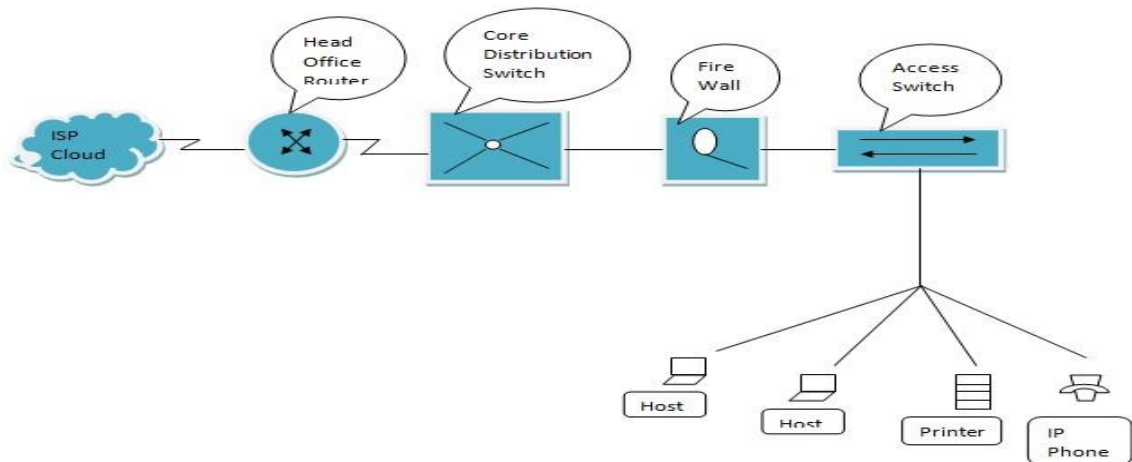 Head
Office
Router
Core
Distribution
Switch
Fire
Wall
Access
Switch
ISP
Cloud
Host
Host
Printer
IP
Phone